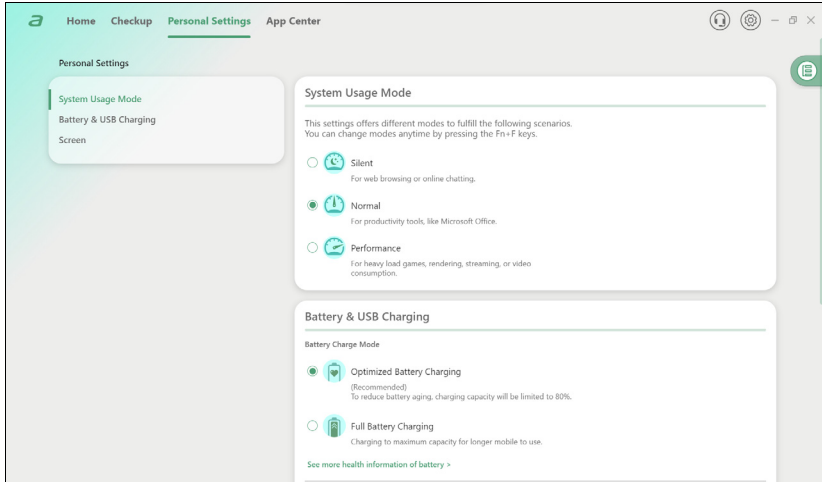 a Home Checkup Personal Settings App Center
Personal Settings
System Usage Mode
Battery & USB Charging
Screen
System Usage Mode
This settings offers different modes to fulfill the following scenarios.
You can change modes anytime by pressing the Fn+F keys.
Silent
For web browsing or online chatting.
Normal
For productivity tools, like Microsoft Office.
Performance
For heavy load games, rendering, streaming, or video
consumption.
Battery & USB Charging
Battery Charge Mode
Optimized Battery Charging
(Recommended)
To reduce battery aging, charging capacity will be limited to 80%.
Full Battery Charging
Charging to maximum capacity for longer mobile to use.
See more health information of battery >